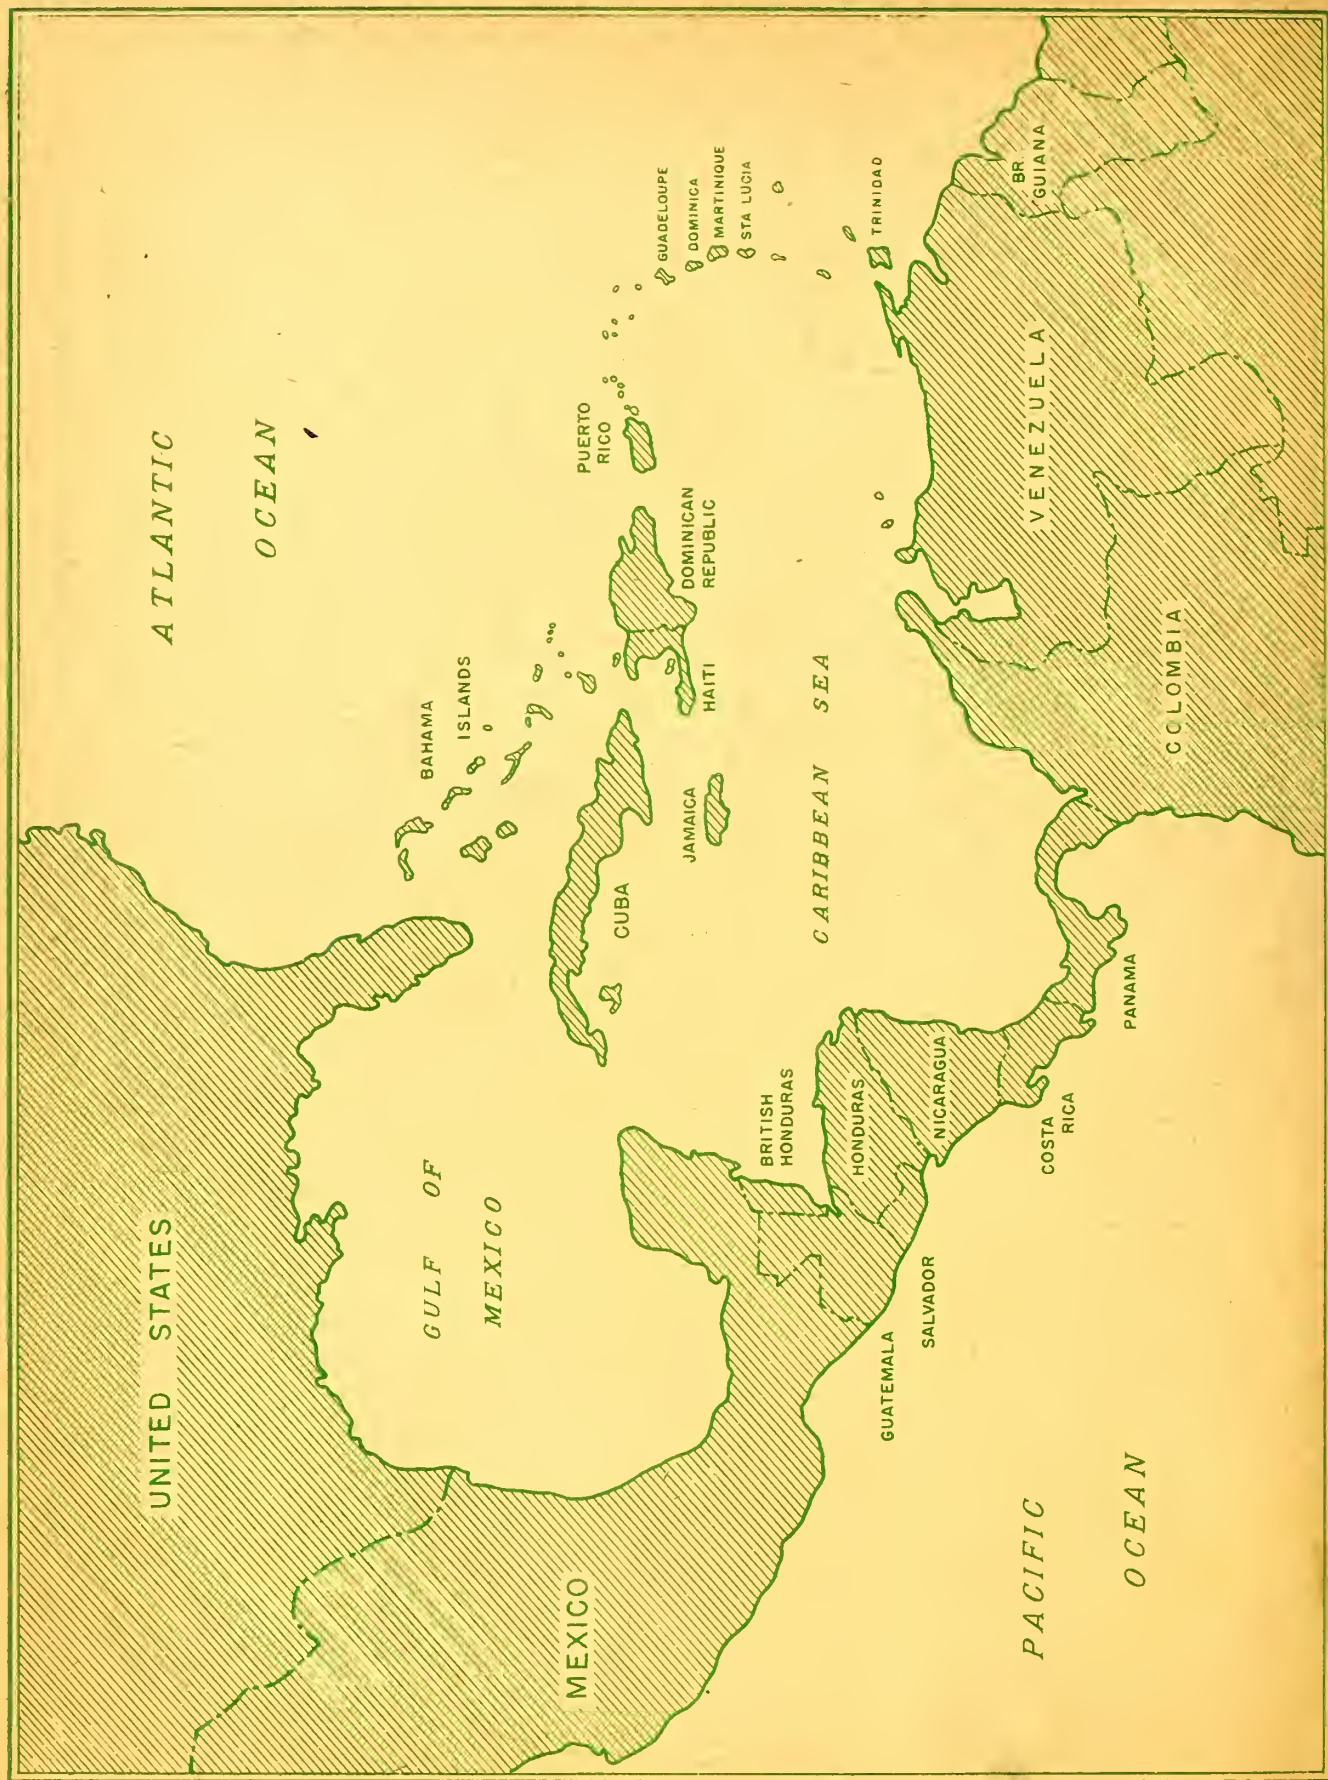 UNITED STATES
ATLANTIC
OCEAN
GULF OF
MEXICO
BAHAMA
ISLANDS
MEXICO
CUBA
PUERTO
RICO
JAMAICA
HAITI
DOMINICAN
REPUBLIC
GUADELOUPE
DOMINICA
MARTINIQUE
STA LUCIA
TRINIDAD
CARIBBEAN SEA
BRITISH
HONDURAS
HONDURAS
NICARAGUA
GUATEMALA
SALVADOR
COSTA
RICA
PANAMA
COLOMBIA
VENEZUELA
BR.
GUIANA
PACIFIC
OCEAN